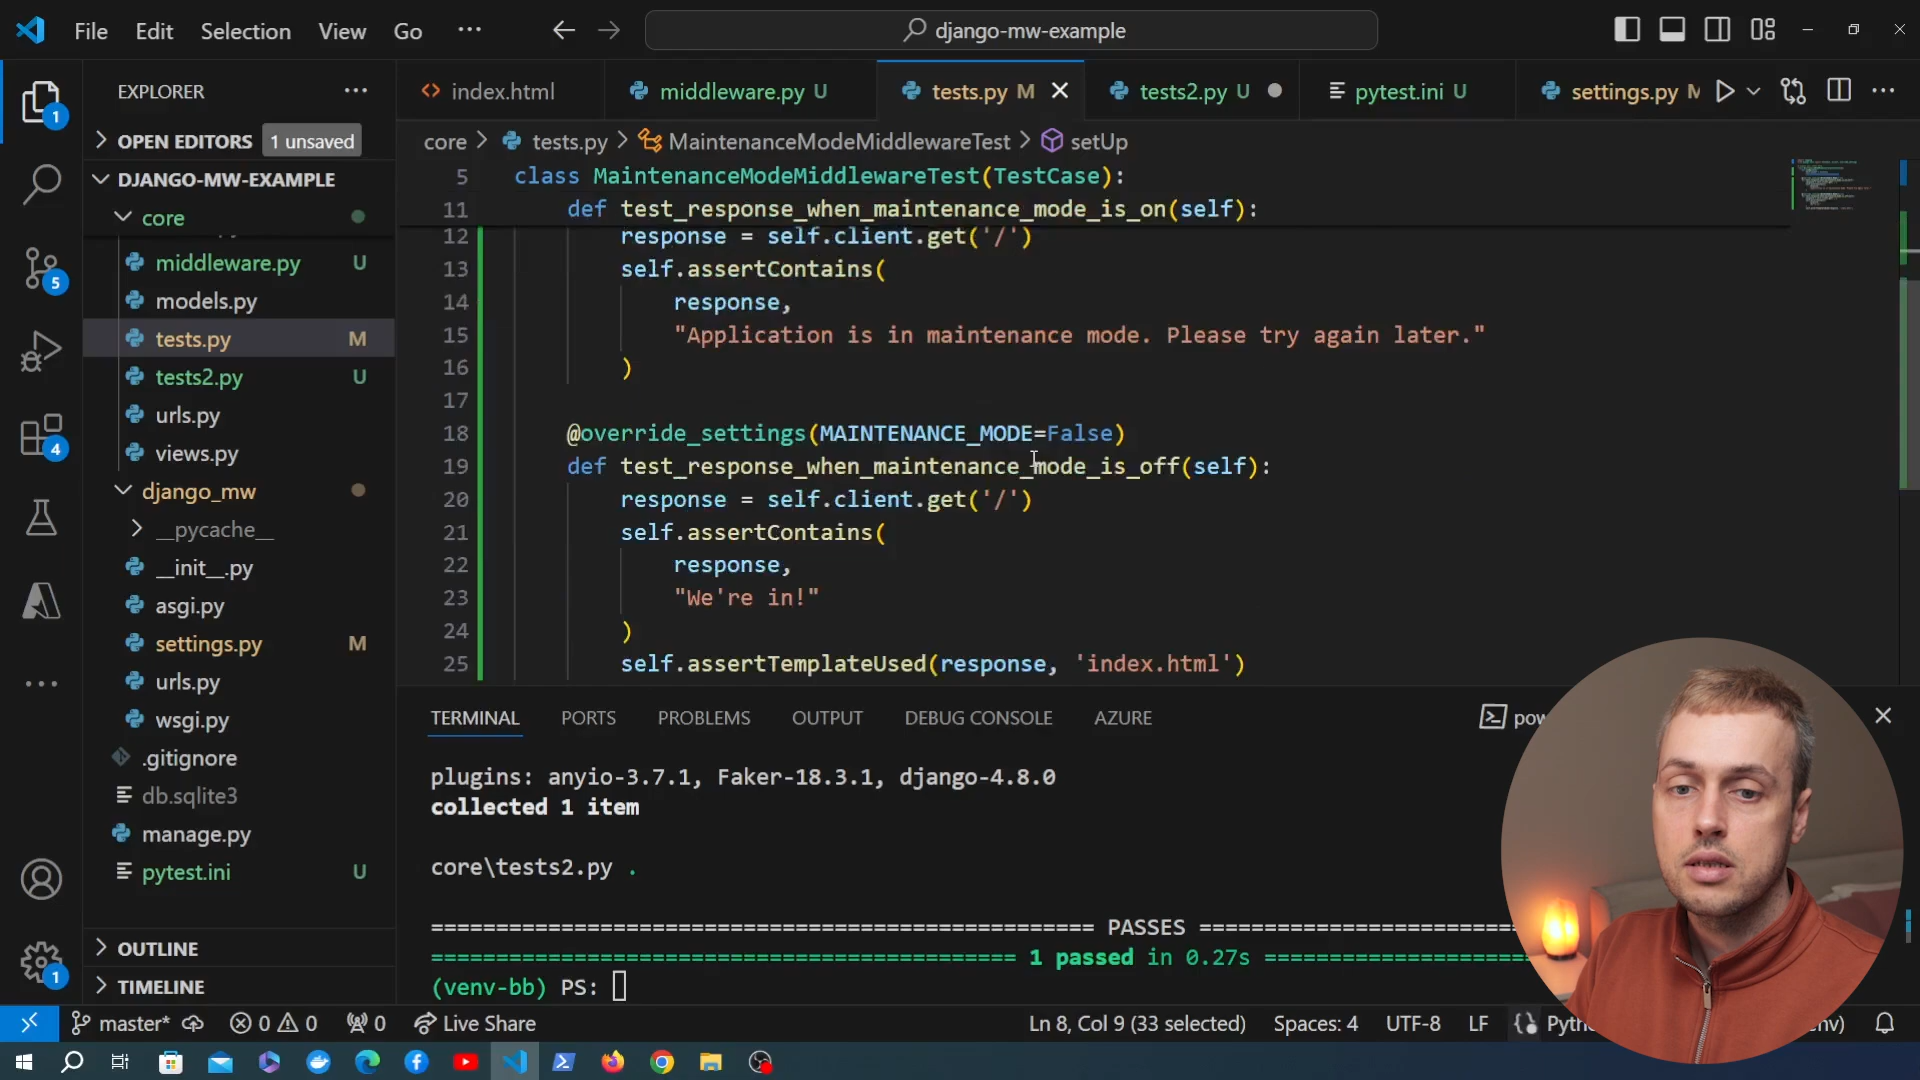 File Edit Selection View Go ···
django-mw-example
EXPLORER
OPEN EDITORS 1 unsaved
DJANGO-MW-EXAMPLE
core
middleware.py U
models.py
tests.py M
tests2.py U
urls.py
views.py
django_mw
__pycache__
__init__.py
asgi.py
settings.py M
urls.py
wsgi.py
.gitignore
db.sqlite3
manage.py
pytest.ini U
OUTLINE
TIMELINE
1
5
4
1
index.html middleware.py U tests.py M tests2.py U pytest.ini U settings.py M
core > tests.py > MaintenanceModeMiddlewareTest > setUp
5 class MaintenanceModeMiddlewareTest(TestCase):
11 def test_response_when_maintenance_mode_is_on(self):
12 response = self.client.get('/')
13 self.assertContains(
14 response,
15 "Application is in maintenance mode. Please try again later."
16 )
17
18 @override_settings(MAINTENANCE_MODE=False)
19 def test_response_when_maintenance_mode_is_off(self):
20 response = self.client.get('/')
21 self.assertContains(
22 response,
23 "We're in!"
24 )
25 self.assertTemplateUsed(response, 'index.html')
TERMINAL PORTS PROBLEMS OUTPUT DEBUG CONSOLE AZURE
plugins: anyio-3.7.1, Faker-18.3.1, django-4.8.0
collected 1 item
core\tests2.py .
PASSES
1 passed in 0.27s
(venv-bb) PS:
master* 0 0 0 Live Share Ln 8, Col 9 (33 selected) Spaces: 4 UTF-8 LF